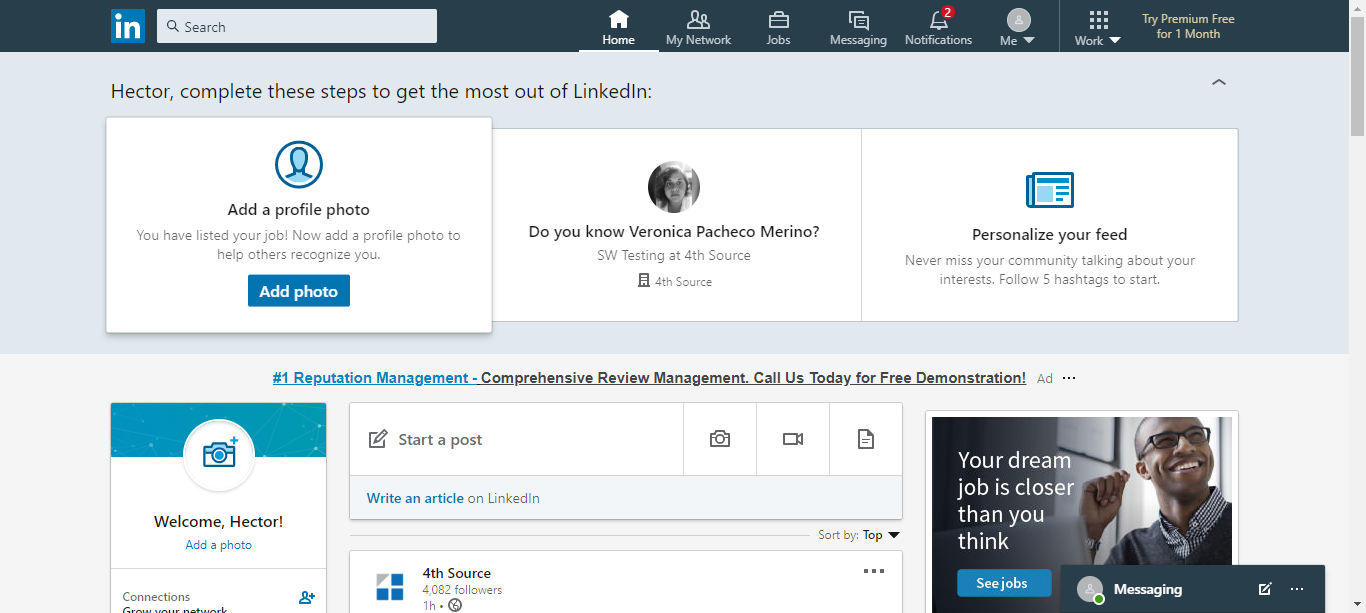 in
Search
Home
My Network
Jobs
Messaging
2
Notifications
Me
Work
Try Premium Free
for 1 Month
Hector, complete these steps to get the most out of LinkedIn:
Add a profile photo
You have listed your job! Now add a profile photo to
help others recognize you.
Add photo
Do you know Veronica Pacheco Merino?
SW Testing at 4th Source
4th Source
Personalize your feed
Never miss your community talking about your
interests. Follow 5 hashtags to start.
#1 Reputation Management - Comprehensive Review Management. Call Us Today for Free Demonstration! Ad
Welcome, Hector!
Add a photo
Connections
Grow your network
Start a post
Write an article on LinkedIn
Sort by: Top
4th Source
4,082 followers
1h •
Your dream
job is closer
than you
think
See jobs
Messaging